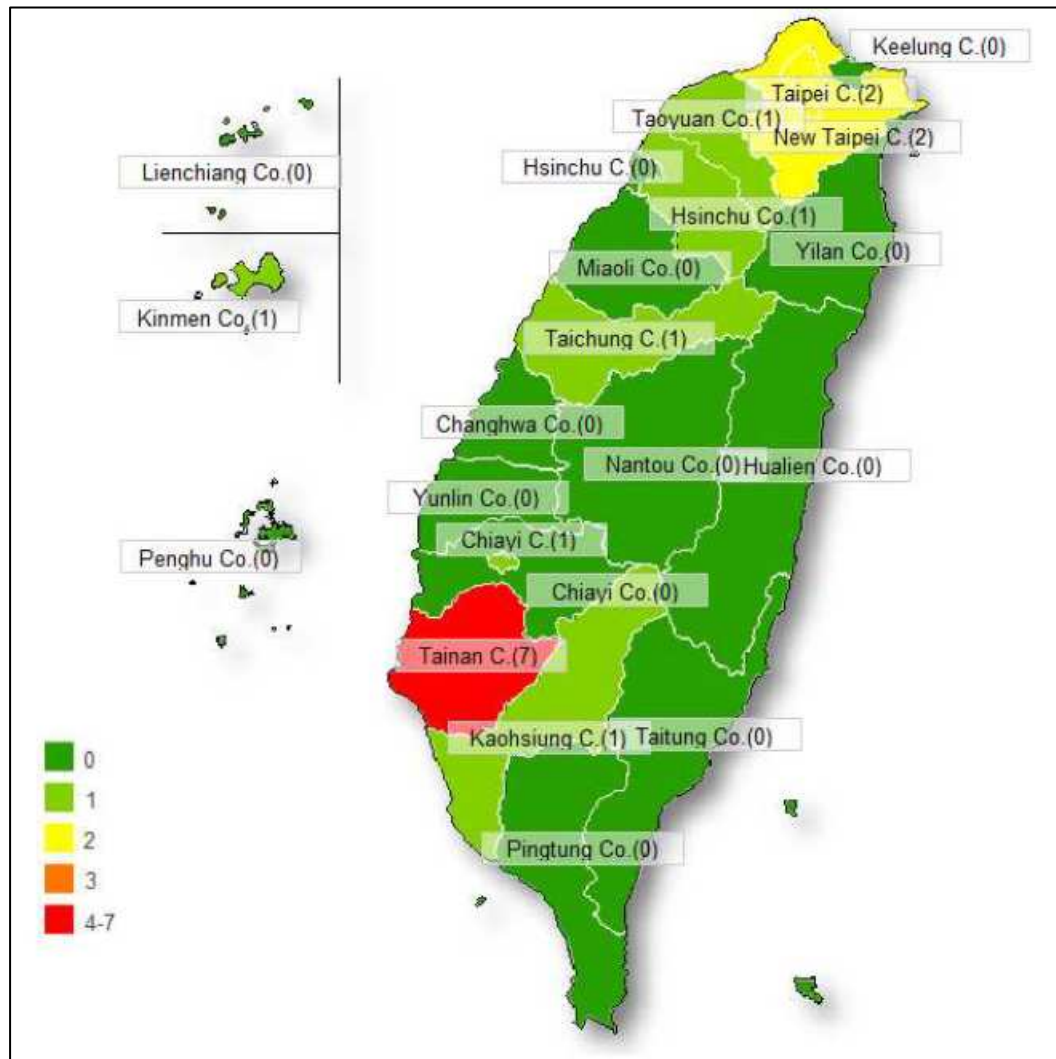 Keelung C.(0)
Taipei C.(2)
Taoyuan Co.(1)
New Taipei C.(2)
Hsinchu C.(0)
Lienchiang Co.(0)
Hsinchu Co.(1)
Yilan Co.(0)
Miaoli Co.(0)
Kinmen Co.(1)
Taichung C.(1)
Changhwa Co.(0)
Nantou Co.(0)
Hualien Co.(0)
Yunlin Co.(0)
Chiayi C.(1)
Penghu Co.(0)
Chiayi Co.(0)
Tainan C.(7)
Kaohsiung C.(1)
Taitung Co.(0)
Pingtung Co.(0)
0
1
2
3
4-7